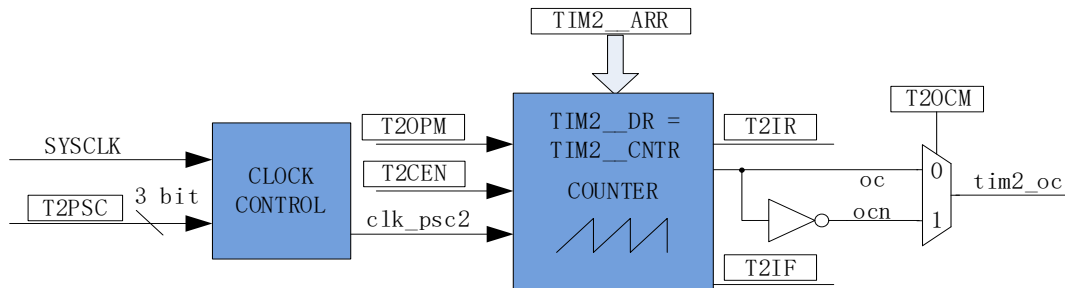 TIM2__ARR
T2OCM
T2OPM
TIM2__DR =
T2IR
SYSCLK
TIM2__CNTR
T2CEN
oc
0
CLOCK
tim2_oc
3 bit
COUNTER
T2PSC
CONTROL
ocn
1
clk_psc2
T2IF